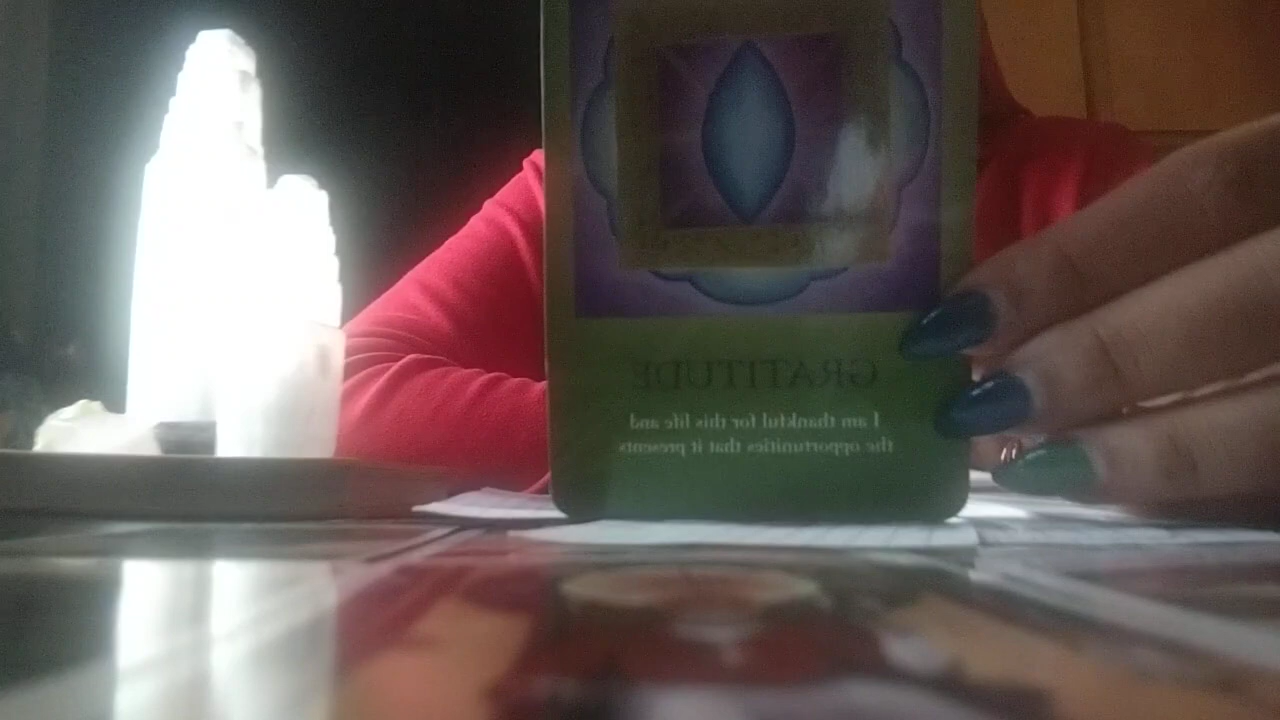 GRATITUDE
I am thankful for this life and
the opportunities that it presents